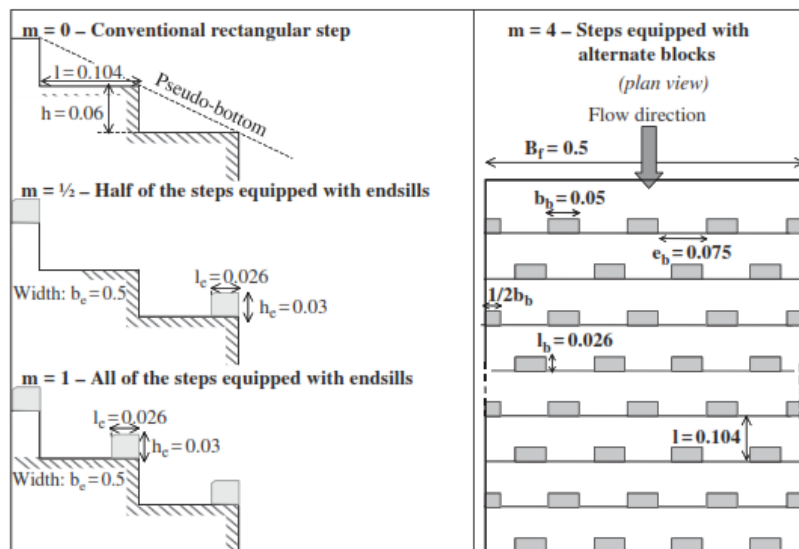 m = 0 – Conventional rectangular step
l = 0.104
Pseudo-bottom
h = 0.06
m = ½ – Half of the steps equipped with endsills
l_e = 0.026
Width: b_e = 0.5
h_e = 0.03
m = 1 – All of the steps equipped with endsills
l_e = 0.026
h_e = 0.03
Width: b_e = 0.5
m = 4 – Steps equipped with
alternate blocks
(plan view)
Flow direction
B_f = 0.5
b_b = 0.05
e_b = 0.075
1/2b_b
l_b = 0.026
l = 0.104